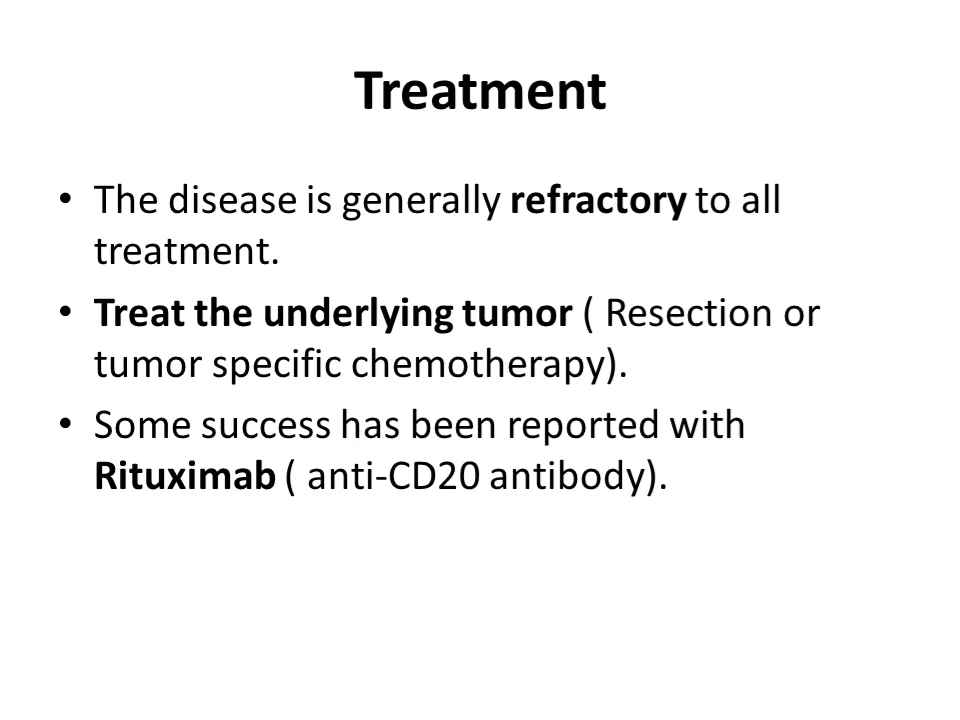 Treatment
• The disease is generally refractory to all
treatment.
• Treat the underlying tumor ( Resection or
tumor specific chemotherapy).
• Some success has been reported with
Rituximab ( anti-CD20 antibody).